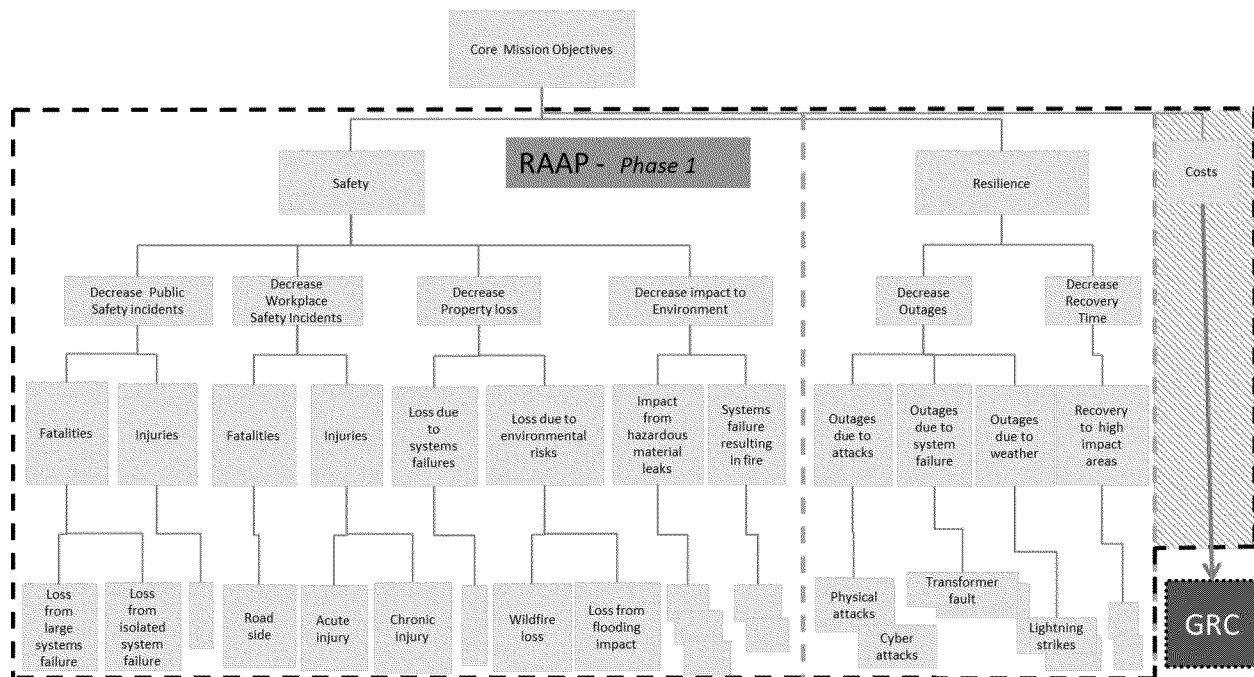 Core Mission Objectives
RAAP - Phase 1
Safety
Resilience
Costs
Decrease Public
Safety incidents
Decrease
Workplace
Safety Incidents
Decrease
Property loss
Decrease impact to
Environment
Decrease
Outages
Decrease
Recovery
Time
Fatalities
Injuries
Fatalities
Injuries
Loss due
to
systems
failures
Loss due to
environmental
risks
Impact
from
hazardous
material
leaks
Systems
failure
resulting
in fire
Outages
due to
attacks
Outages
due to
system
failure
Outages
due to
weather
Recovery
to high
impact
areas
Loss
from
large
systems
failure
Loss
from
isolated
system
failure
Road
side
Acute
injury
Chronic
injury
Wildfire
loss
Loss from
flooding
impact
Physical
attacks
Cyber
attacks
Transformer
fault
Lightning
strikes
GRC